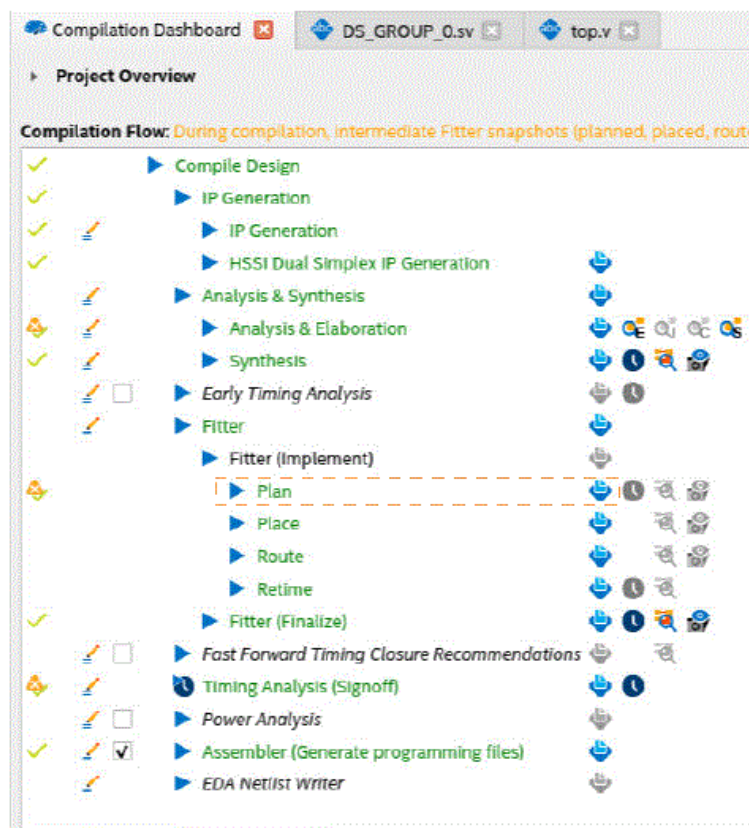 Compilation Dashboard DS_GROUP_0.sv top.v
Project Overview
Compilation Flow: During compilation, intermediate Fitter snapshots (planned, placed, rout
Compile Design
IP Generation
IP Generation
HSSI Dual Simplex IP Generation
Analysis & Synthesis
Analysis & Elaboration
Synthesis
Early Timing Analysis
Fitter
Fitter (Implement)
Plan
Place
Route
Retime
Fitter (Finalize)
Fast Forward Timing Closure Recommendations
Timing Analysis (Signoff)
Power Analysis
Assembler (Generate programming files)
EDA Netlist Writer